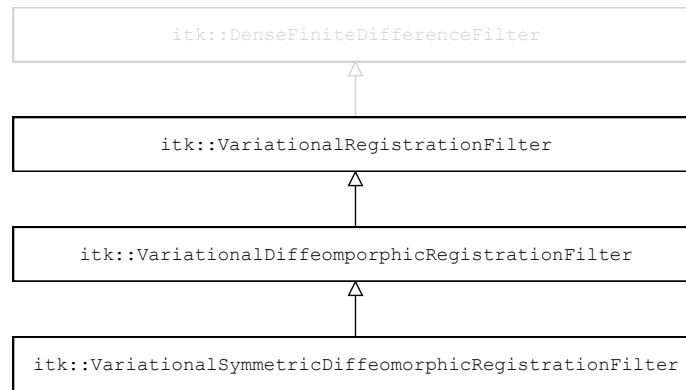 itk::DenseFiniteDifferenceFilter
itk::VariationalRegistrationFilter
itk::VariationalDiffeomporphicRegistrationFilter
itk::VariationalSymmetricDiffeomorphicRegistrationFilter